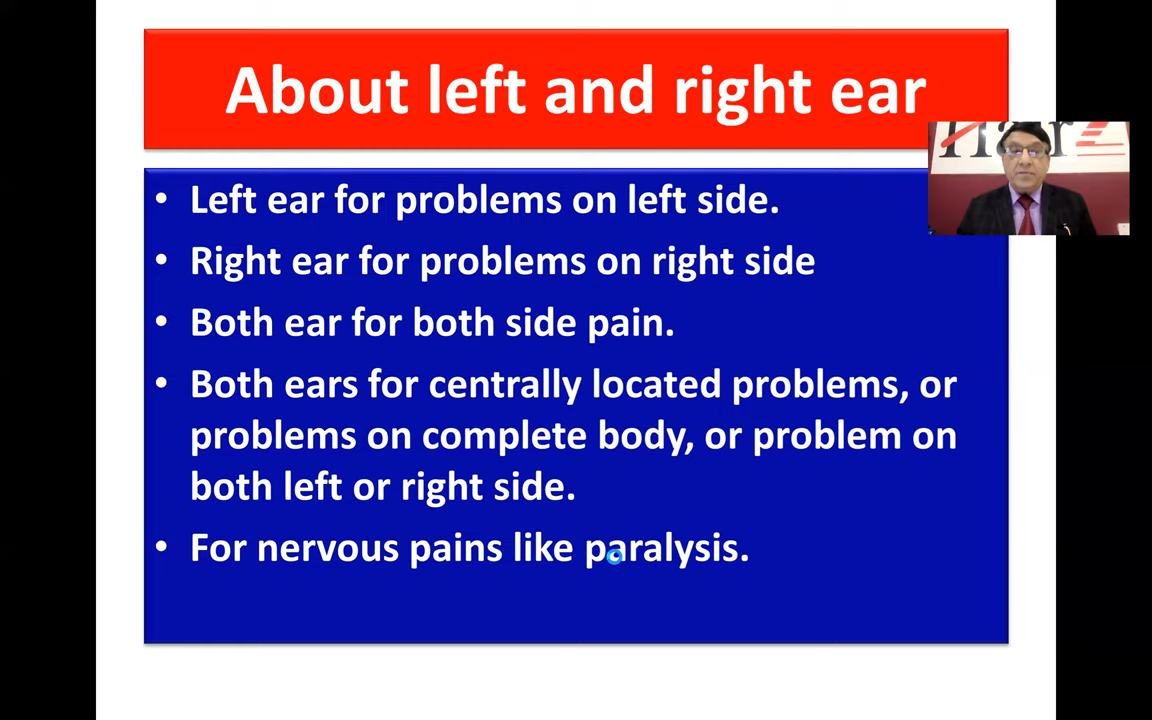 About left and right ear
• Left ear for problems on left side.
• Right ear for problems on right side
• Both ear for both side pain.
• Both ears for centrally located problems, or
problems on complete body, or problem on
both left or right side.
• For nervous pains like paralysis.